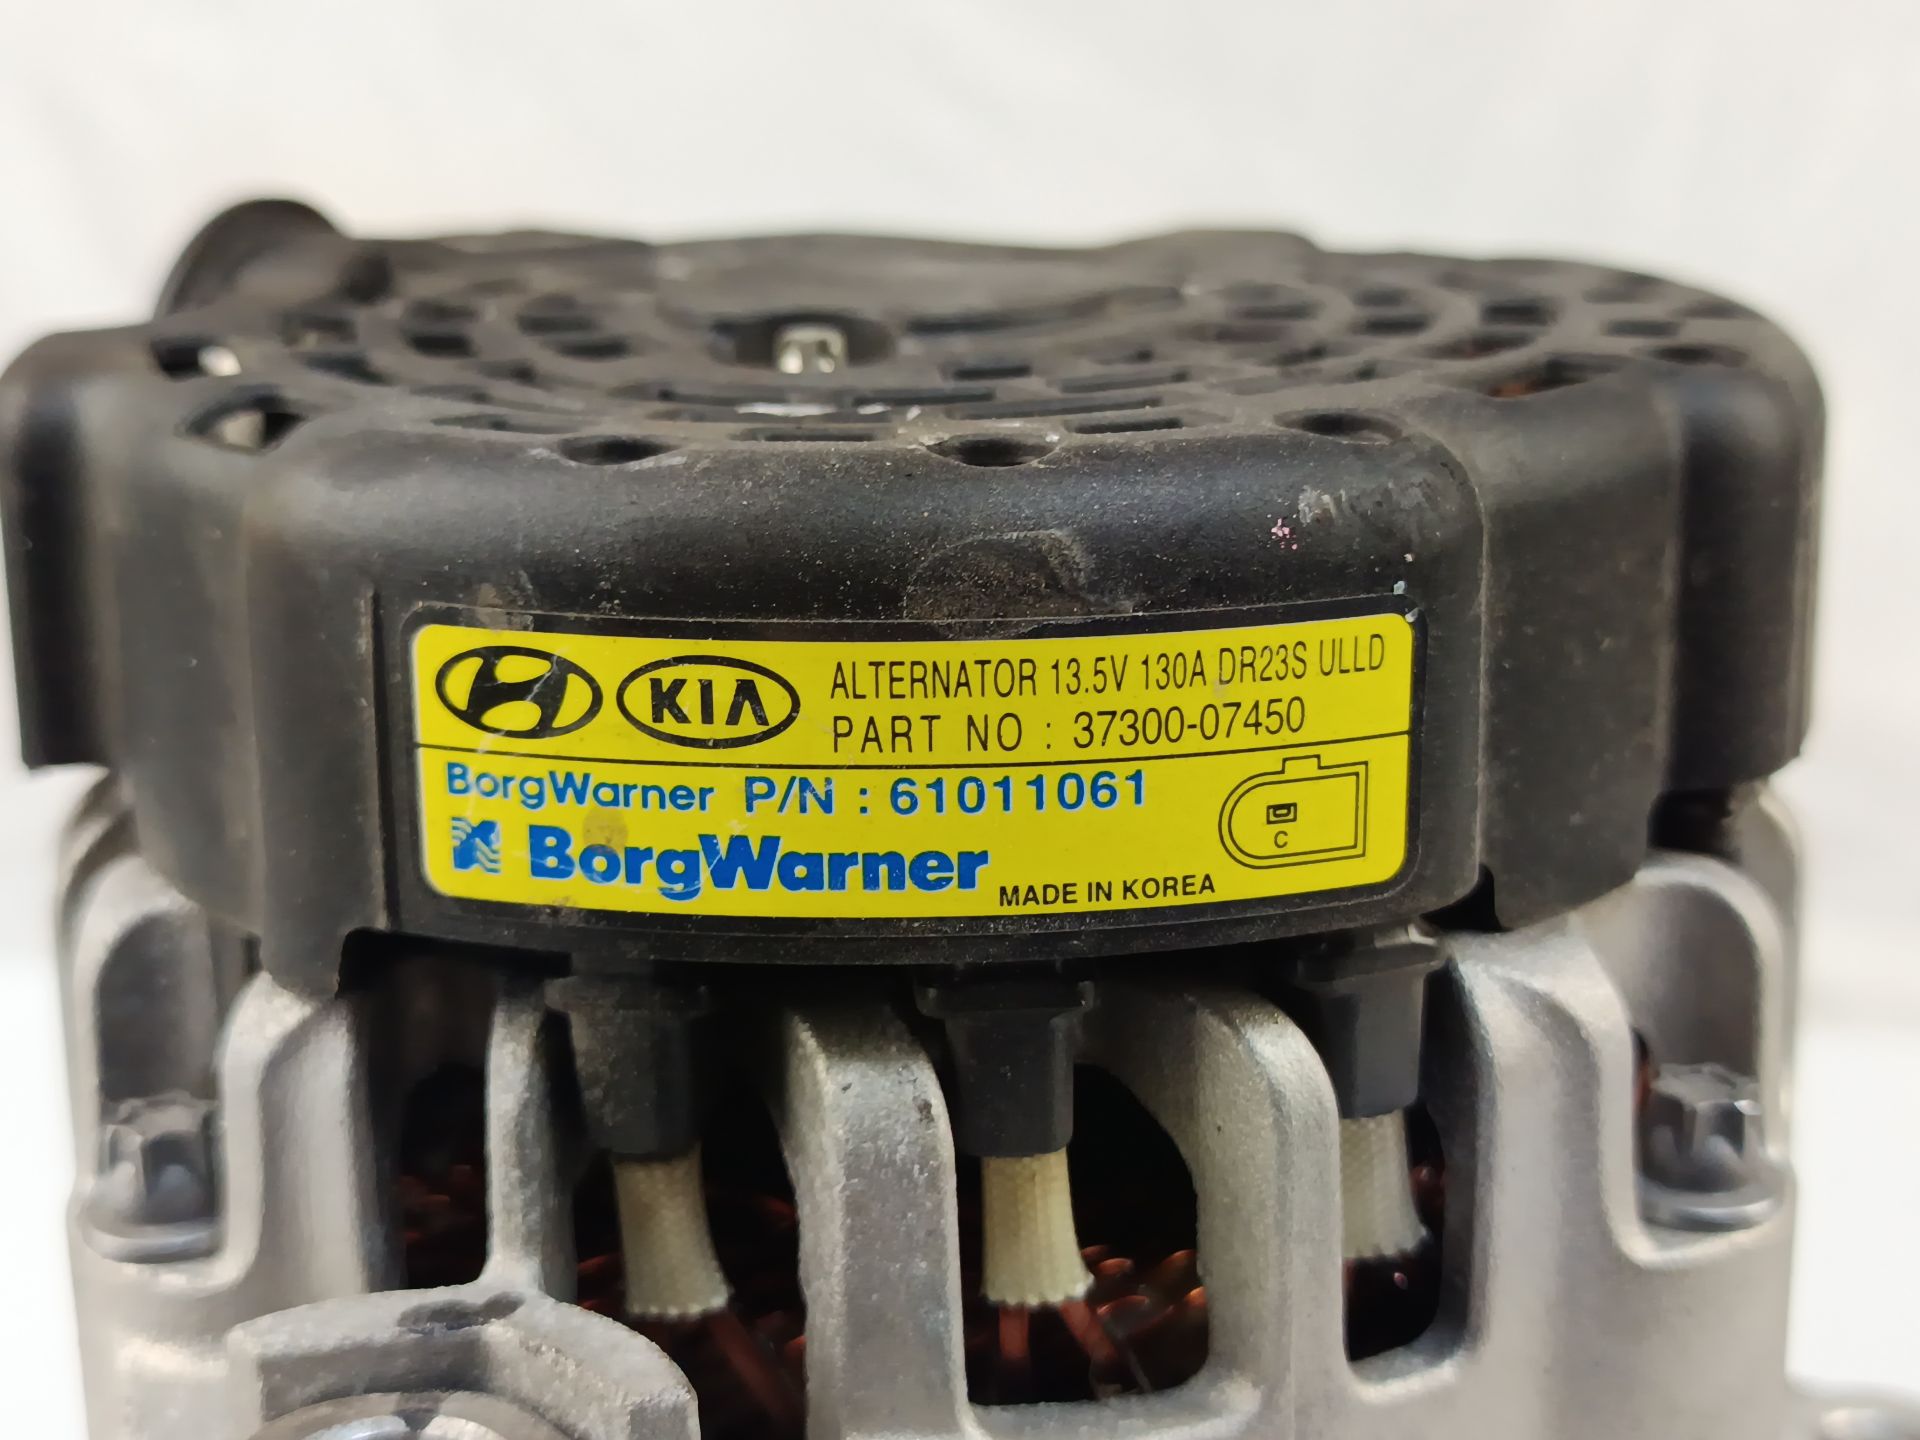 KIA ALTERNATOR 13.5V 130A DR23S ULLD
PART NO : 37300-07450
BorgWarner P/N : 61011061
BorgWarner MADE IN KOREA
C